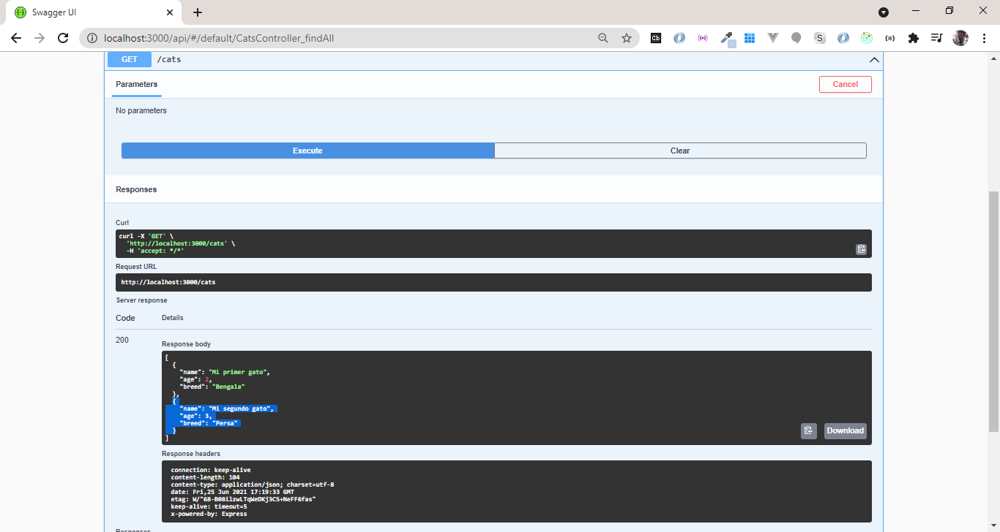 Swagger UI
localhost:3000/api/#/default/CatsController_findAll
GET /cats
Parameters
Cancel
No parameters
Execute
Clear
Responses
Curl
curl -X 'GET' \
'http://localhost:3000/cats' \
-H 'accept: */*'
Request URL
http://localhost:3000/cats
Server response
Code Details
200
Response body
[
{
"name": "Mi primer gato",
"age": 2,
"breed": "Bengala"
},
{
"name": "Mi segundo gato",
"age": 3,
"breed": "Persa"
}
]
Download
Response headers
connection: keep-alive
content-length: 104
content-type: application/json; charset=utf-8
date: Fri,25 Jun 2021 17:19:33 GMT
etag: W/"68-B08ilzwLTqWeDKj3CS+NeFF6fas"
keep-alive: timeout=5
x-powered-by: Express
Responses